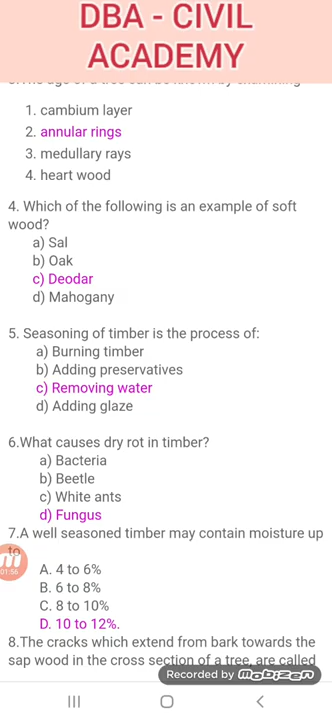 DBA - CIVIL
ACADEMY
1. cambium layer
2. annular rings
3. medullary rays
4. heart wood
4. Which of the following is an example of soft
wood?
a) Sal
b) Oak
c) Deodar
d) Mahogany
5. Seasoning of timber is the process of:
a) Burning timber
b) Adding preservatives
c) Removing water
d) Adding glaze
6.What causes dry rot in timber?
a) Bacteria
b) Beetle
c) White ants
d) Fungus
7.A well seasoned timber may contain moisture up
to
01:56
A. 4 to 6%
B. 6 to 8%
C. 8 to 10%
D. 10 to 12%.
8.The cracks which extend from bark towards the
sap wood in the cross section of a tree, are called
Recorded by Mobizen